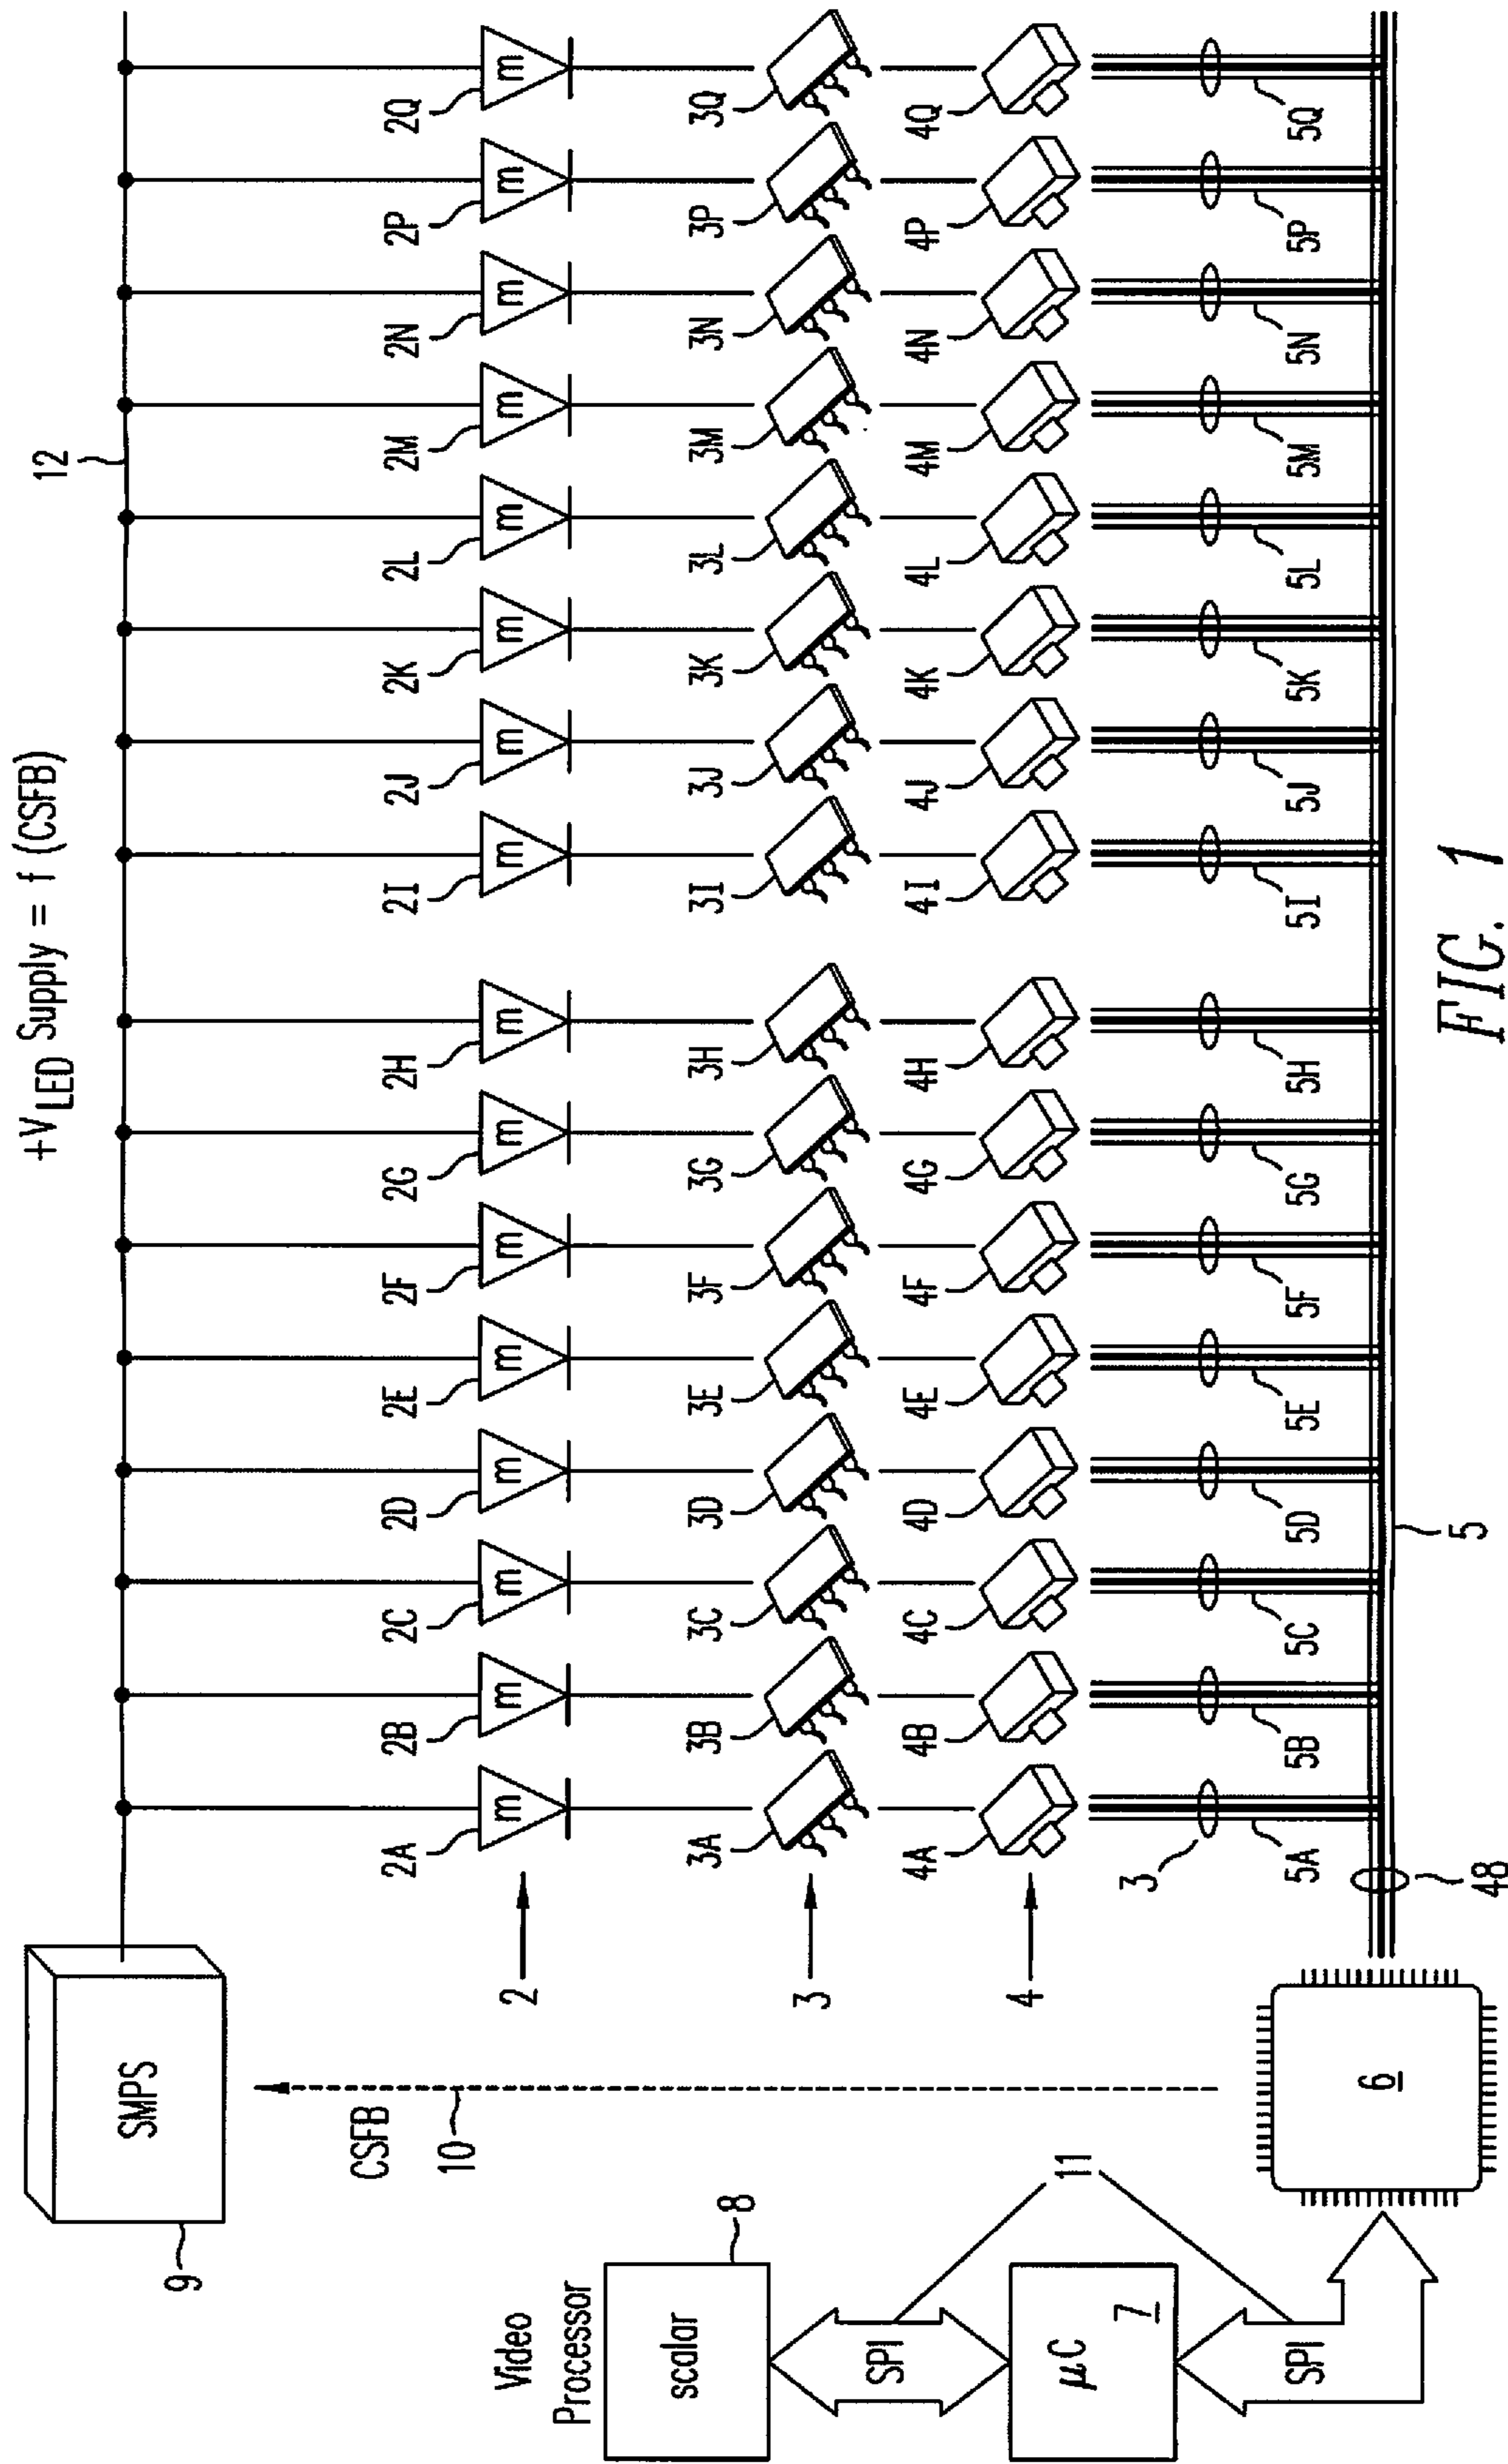 +VLED Supply = f (CSFB)
12
SMPS
9
CSFB
10
2
2A 2B 2C 2D 2E 2F 2G 2H 2I 2J 2K 2L 2M 2N 2P 2Q
m m m m m m m m m m m m m m m m
3
3A 3B 3C 3D 3E 3F 3G 3H 3I 3J 3K 3L 3M 3N 3P 3Q
4
4A 4B 4C 4D 4E 4F 4G 4H 4I 4J 4K 4L 4M 4N 4P 4Q
3
5A 5B 5C 5D 5E 5F 5G 5H 5I 5J 5K 5L 5M 5N 5P 5Q
48
5
Video
Processor
scalar
8
SPI
11
µC
7
SPI
6
FIG. 1